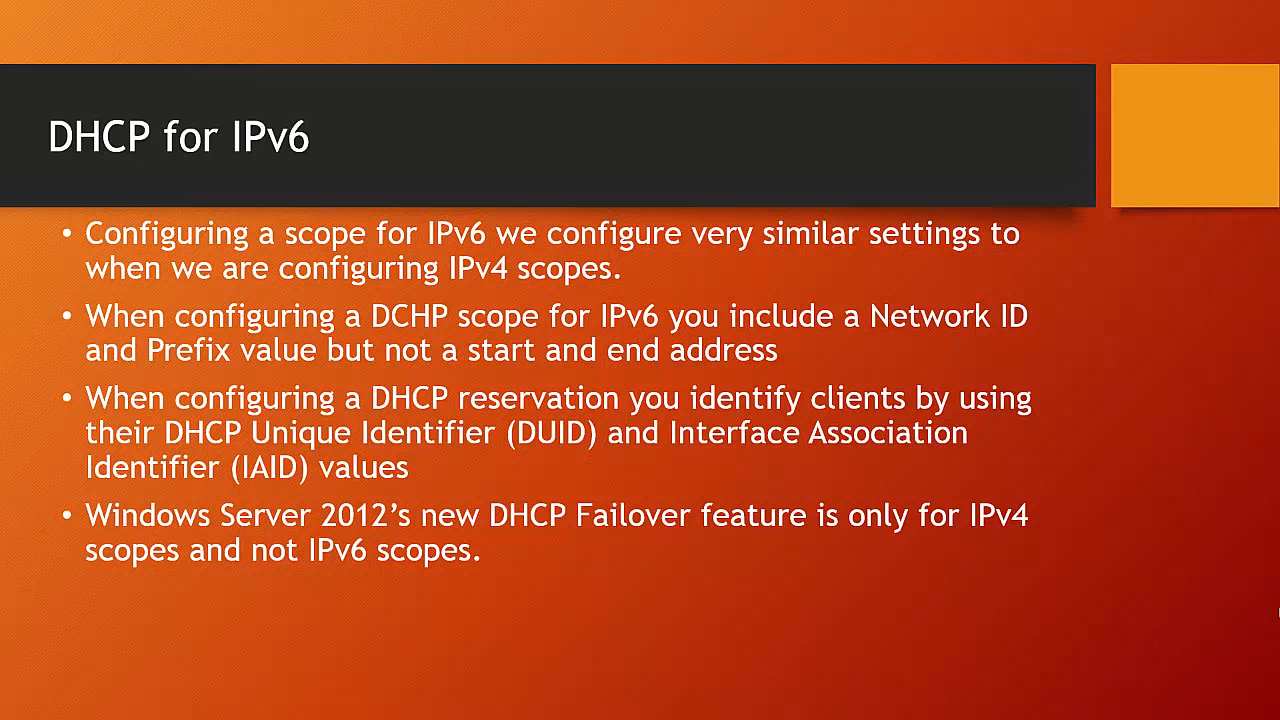 DHCP for IPv6
• Configuring a scope for IPv6 we configure very similar settings to
when we are configuring IPv4 scopes.
• When configuring a DCHP scope for IPv6 you include a Network ID
and Prefix value but not a start and end address
• When configuring a DHCP reservation you identify clients by using
their DHCP Unique Identifier (DUID) and Interface Association
Identifier (IAID) values
• Windows Server 2012’s new DHCP Failover feature is only for IPv4
scopes and not IPv6 scopes.